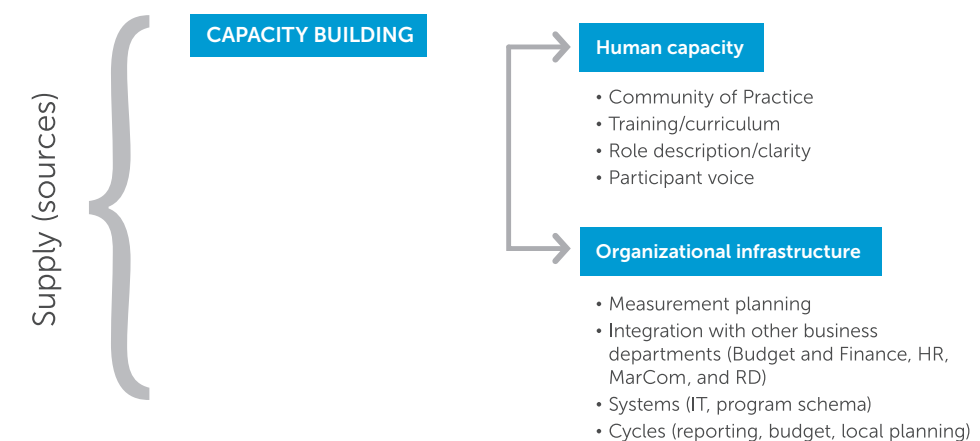 Supply (sources)
CAPACITY BUILDING
Human capacity
• Community of Practice
• Training/curriculum
• Role description/clarity
• Participant voice
Organizational infrastructure
• Measurement planning
• Integration with other business
departments (Budget and Finance, HR,
MarCom, and RD)
• Systems (IT, program schema)
• Cycles (reporting, budget, local planning)